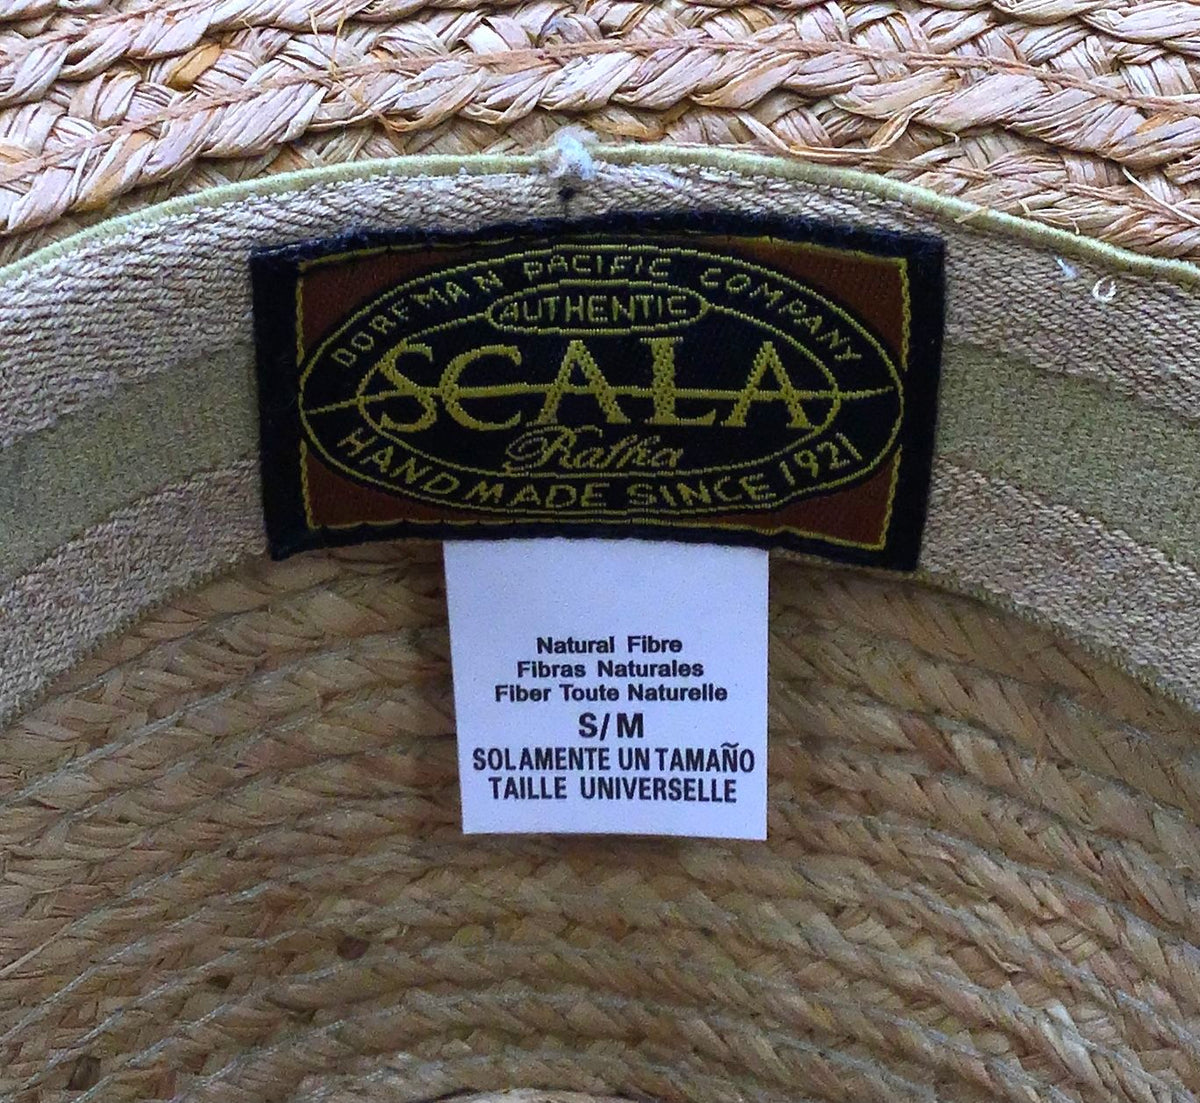 DORFMAN PACIFIC COMPANY
AUTHENTIC
SCALA
Raffia
HANDMADE SINCE 1921
Natural Fibre
Fibras Naturales
Fiber Toute Naturelle
S/M
SOLAMENTE UN TAMAÑO
TAILLE UNIVERSELLE